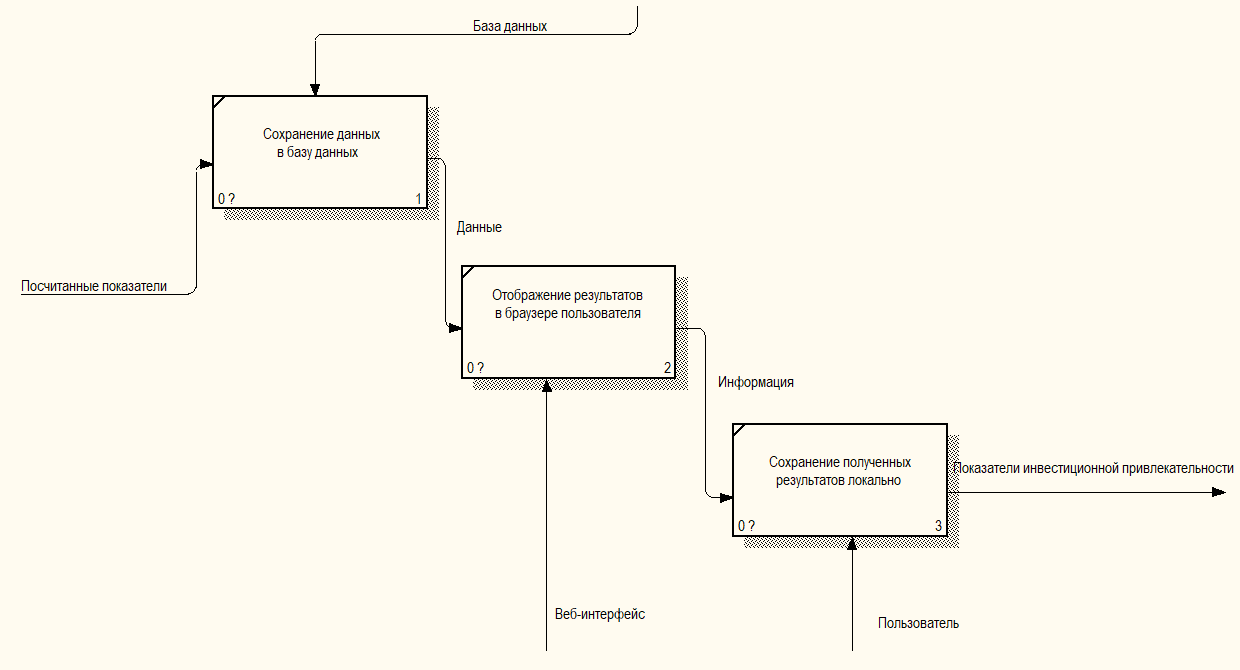 База данных
Сохранение данных
в базу данных
0 ?
1
Данные
Посчитанные показатели
Отображение результатов
в браузере пользователя
0 ?
2
Информация
Сохранение полученных
результатов локально
0 ?
3
Показатели инвестиционной привлекательности
Веб-интерфейс
Пользователь